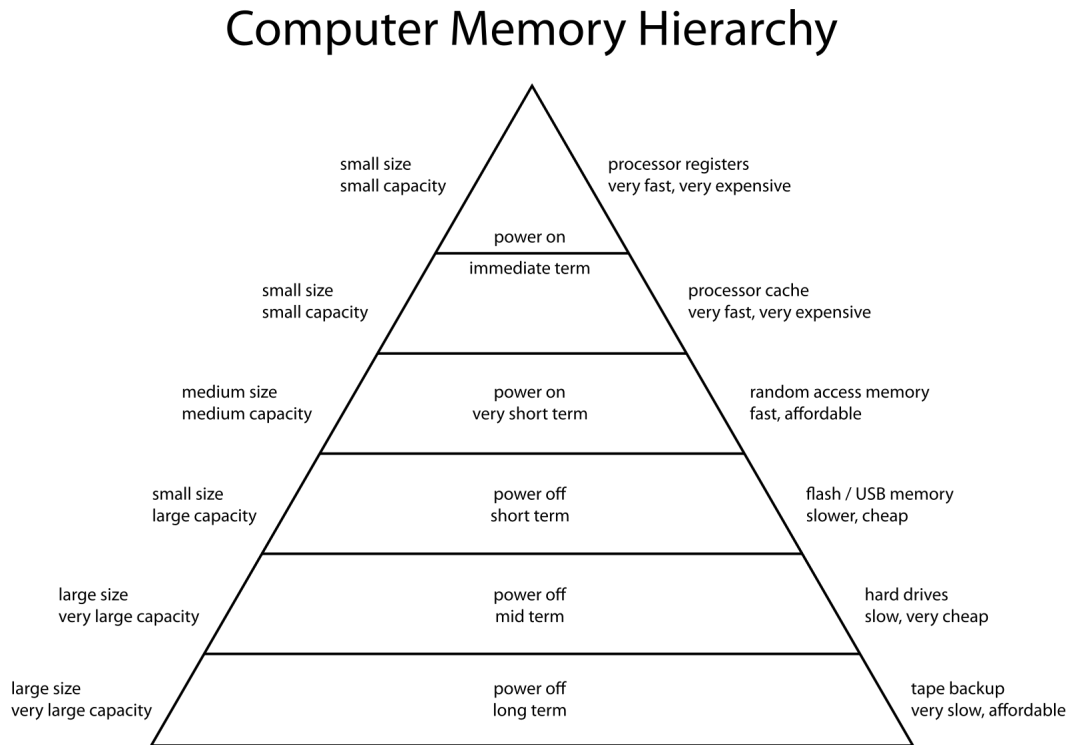 Computer Memory Hierarchy
small size
small capacity
processor registers
very fast, very expensive
power on
immediate term
small size
small capacity
processor cache
very fast, very expensive
medium size
medium capacity
power on
very short term
random access memory
fast, affordable
small size
large capacity
power off
short term
flash / USB memory
slower, cheap
large size
very large capacity
power off
mid term
hard drives
slow, very cheap
large size
very large capacity
power off
long term
tape backup
very slow, affordable